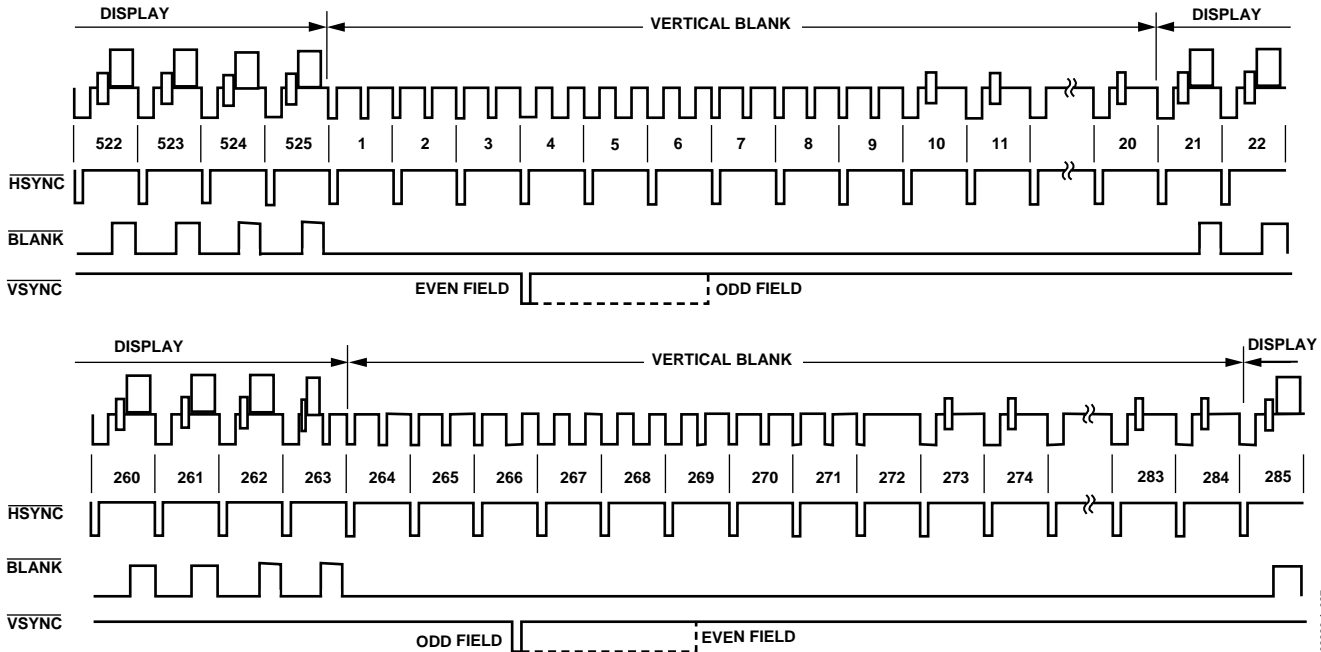 DISPLAY VERTICAL BLANK DISPLAY
522 523 524 525 1 2 3 4 5 6 7 8 9 10 11 20 21 22
HSYNC
BLANK
VSYNC
EVEN FIELD ODD FIELD
DISPLAY VERTICAL BLANK DISPLAY
260 261 262 263 264 265 266 267 268 269 270 271 272 273 274 283 284 285
HSYNC
BLANK
VSYNC
ODD FIELD EVEN FIELD